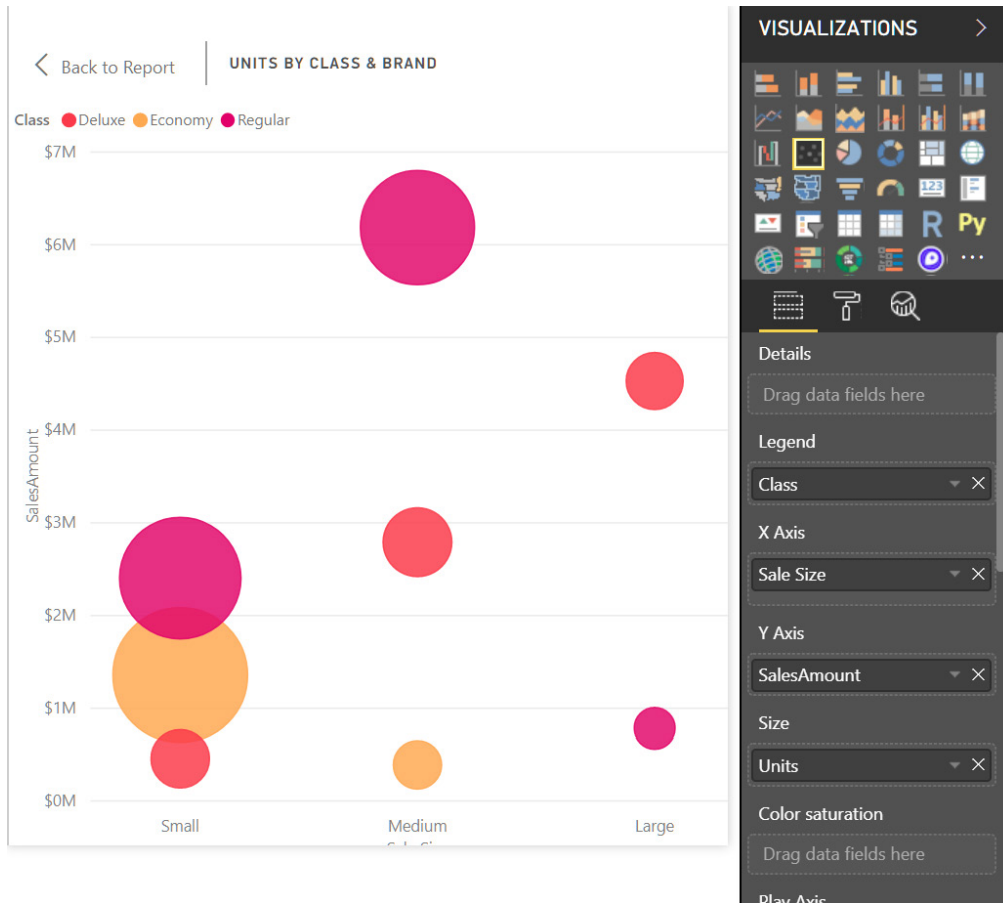 Back to Report
UNITS BY CLASS & BRAND
Class Deluxe Economy Regular
$7M
$6M
$5M
$4M
$3M
$2M
$1M
$0M
SalesAmount
Small Medium Large
VISUALIZATIONS
123
R Py
Details
Drag data fields here
Legend
Class
X Axis
Sale Size
Y Axis
SalesAmount
Size
Units
Color saturation
Drag data fields here
Play Axis